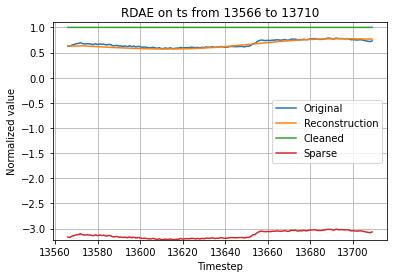 RDAE on ts from 13566 to 13710
Normalized value
1.0
0.5
0.0
−0.5
−1.0
−1.5
−2.0
−2.5
−3.0
Original
Reconstruction
Cleaned
Sparse
13560 13580 13600 13620 13640 13660 13680 13700
Timestep